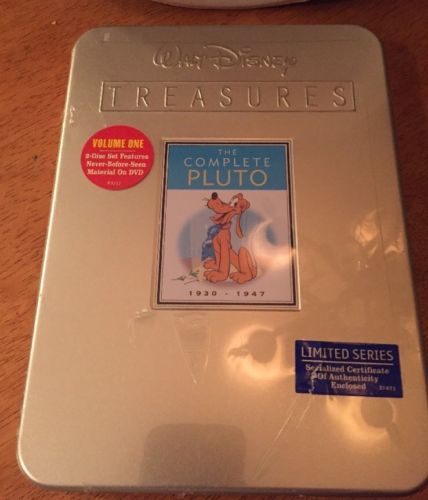 WALT DISNEY
TREASURES
VOLUME ONE
2-Disc Set Features
Never-Before-Seen
Material On DVD
THE
COMPLETE
PLUTO
1930 - 1947
LIMITED SERIES
Serialized Certificate
Of Authenticity
Enclosed